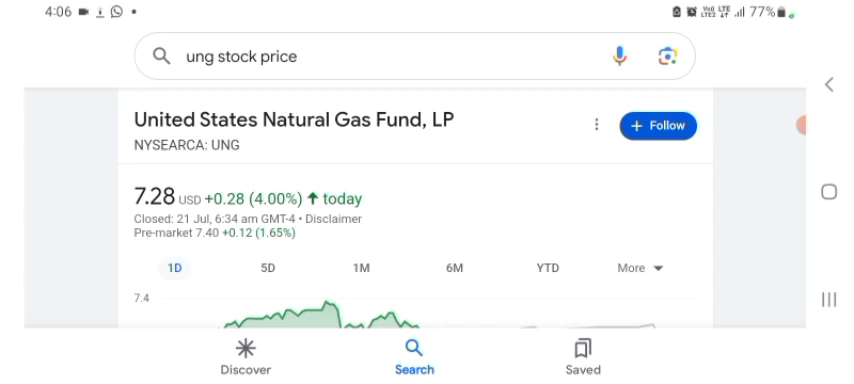 4:06
77%
ung stock price
United States Natural Gas Fund, LP
NYSEARCA: UNG
+ Follow
7.28 USD +0.28 (4.00%) ↑ today
Closed: 21 Jul, 6:34 am GMT-4 • Disclaimer
Pre-market 7.40 +0.12 (1.65%)
1D 5D 1M 6M YTD More
7.4
Discover Search Saved